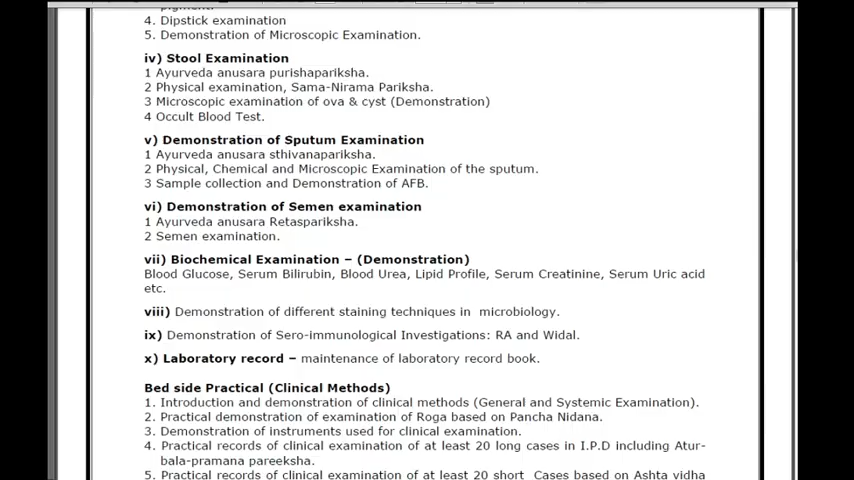 pigment.
4. Dipstick examination
5. Demonstration of Microscopic Examination.
iv) Stool Examination
1 Ayurveda anusara purishapariksha.
2 Physical examination, Sama-Nirama Pariksha.
3 Microscopic examination of ova & cyst (Demonstration)
4 Occult Blood Test.
v) Demonstration of Sputum Examination
1 Ayurveda anusara sthivanapariksha.
2 Physical, Chemical and Microscopic Examination of the sputum.
3 Sample collection and Demonstration of AFB.
vi) Demonstration of Semen examination
1 Ayurveda anusara Retaspariksha.
2 Semen examination.
vii) Biochemical Examination – (Demonstration)
Blood Glucose, Serum Bilirubin, Blood Urea, Lipid Profile, Serum Creatinine, Serum Uric acid
etc.
viii) Demonstration of different staining techniques in microbiology.
ix) Demonstration of Sero-immunological Investigations: RA and Widal.
x) Laboratory record – maintenance of laboratory record book.
Bed side Practical (Clinical Methods)
1. Introduction and demonstration of clinical methods (General and Systemic Examination).
2. Practical demonstration of examination of Roga based on Pancha Nidana.
3. Demonstration of instruments used for clinical examination.
4. Practical records of clinical examination of at least 20 long cases in I.P.D including Atur-
bala-pramana pareeksha.
5. Practical records of clinical examination of at least 20 short Cases based on Ashta vidha